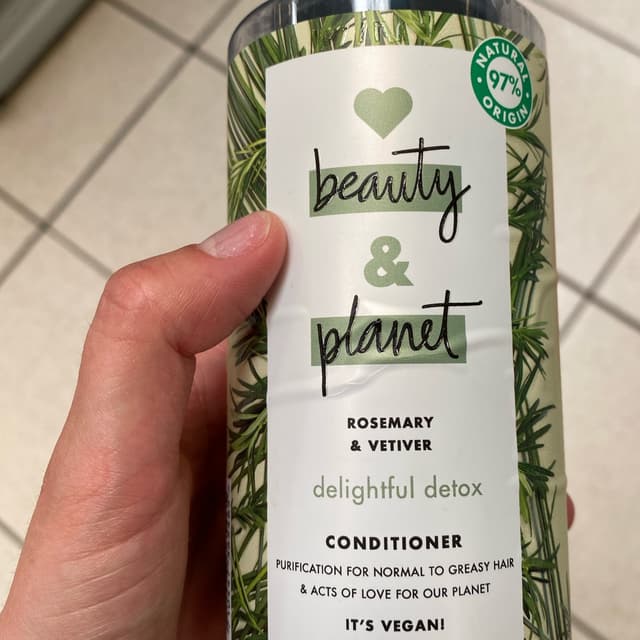 NATURAL
97%
ORIGIN
beauty
&
planet
ROSEMARY
& VETIVER
delightful detox
CONDITIONER
PURIFICATION FOR NORMAL TO GREASY HAIR
& ACTS OF LOVE FOR OUR PLANET
IT'S VEGAN!